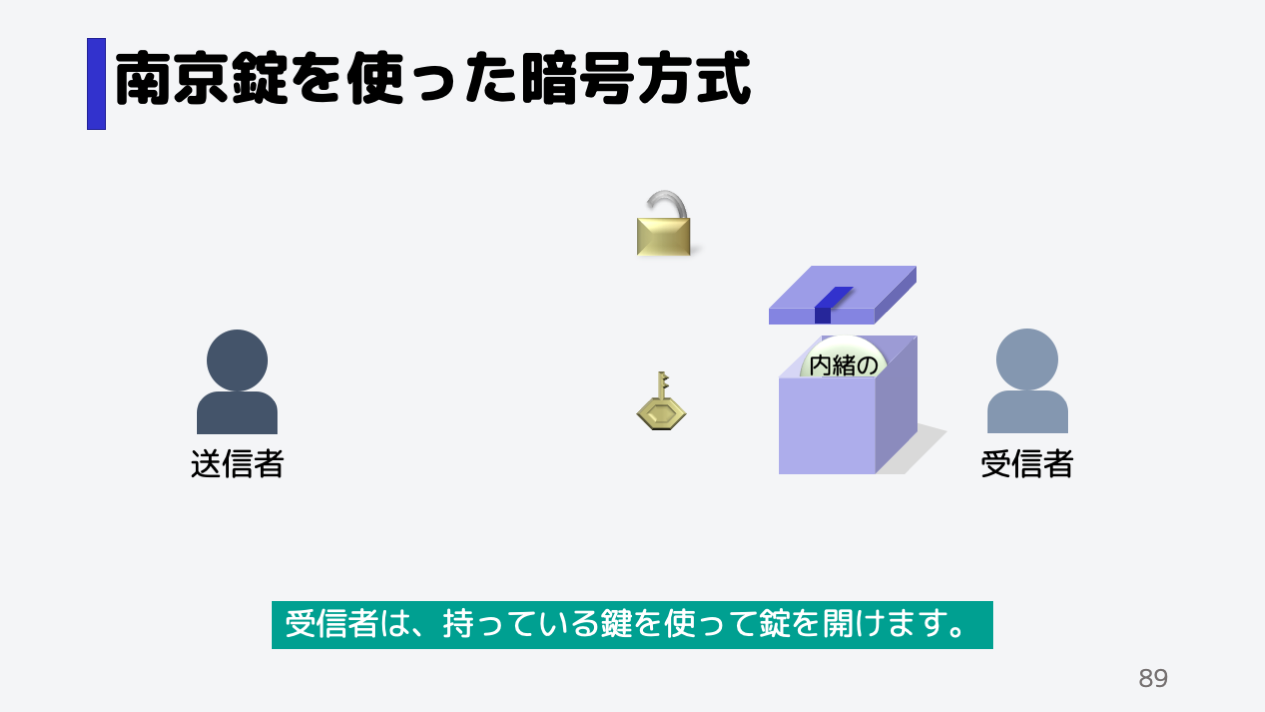 南京錠を使った暗号方式
内緒の
送信者
受信者
受信者は、持っている鍵を使って錠を開けます。
89